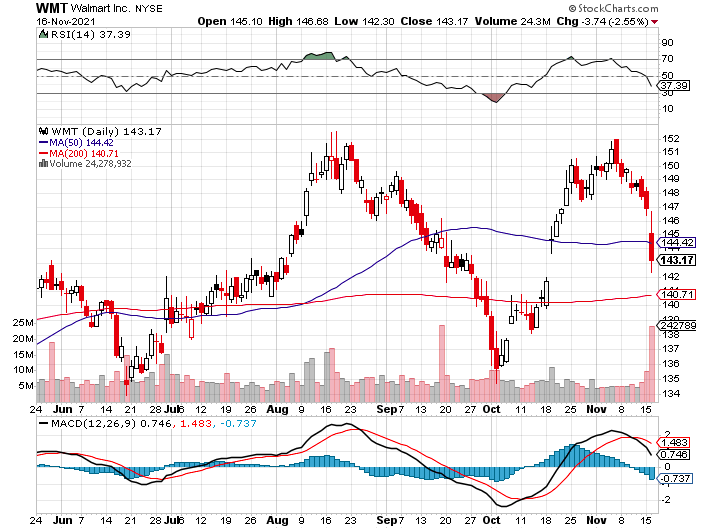 WMT Walmart Inc. NYSE © StockCharts.com
16-Nov-2021 Open 145.10 High 146.68 Low 142.30 Close 143.17 Volume 24.3M Chg -3.74 (-2.55%)
RSI(14) 37.39
90
70
50
37.39
30
10
WMT (Daily) 143.17
MA(50) 144.42
MA(200) 140.71
Volume 24,278,932
152
151
150
149
148
147
146
145
144.42
143.17
142
140.71
140
139
242789
138
137
136
135
134
25M
20M
15M
10M
5M
24 Jun 7 14 21 28 Jul 6 12 19 26 Aug 9 16 23 Sep 7 13 20 27 Oct 11 18 25 Nov 8 15
MACD(12,26,9) 0.746, 1.483, -0.737
2
1.483
0.746
0
-0.737
-1
-2
24 Jun 7 14 21 28 Jul 6 12 19 26 Aug 9 16 23 Sep 7 13 20 27 Oct 11 18 25 Nov 8 15